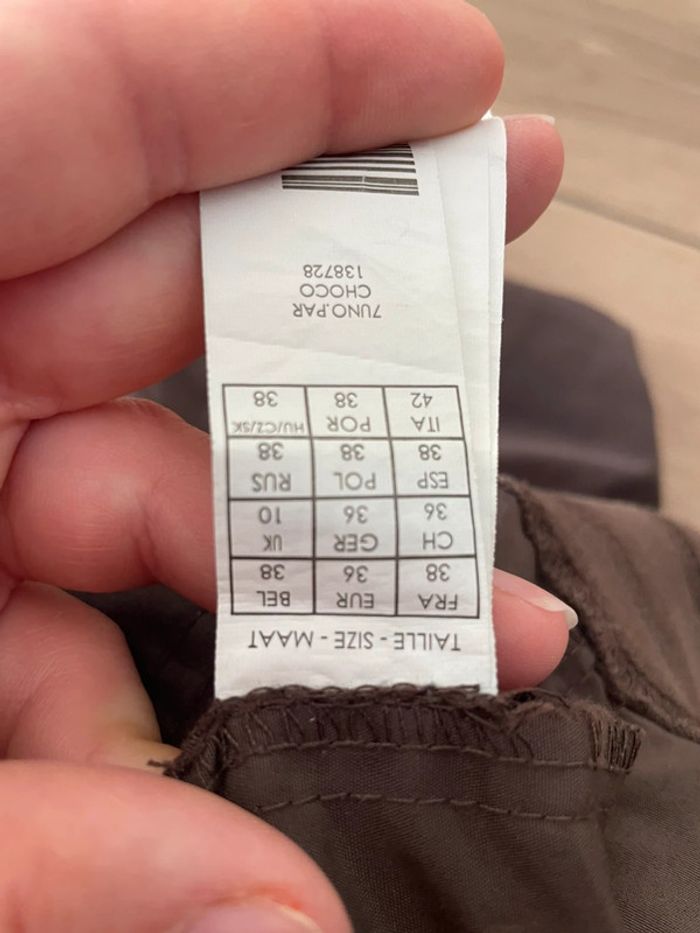 TAILLE - SIZE - MAAT
FRA EUR BEL
38 36 38
CH GER UK
36 36 10
ESP POL RUS
38 38 38
ITA POR HU/CZ/SK
42 38 38
7UNO.PAR
CHOCO
138728